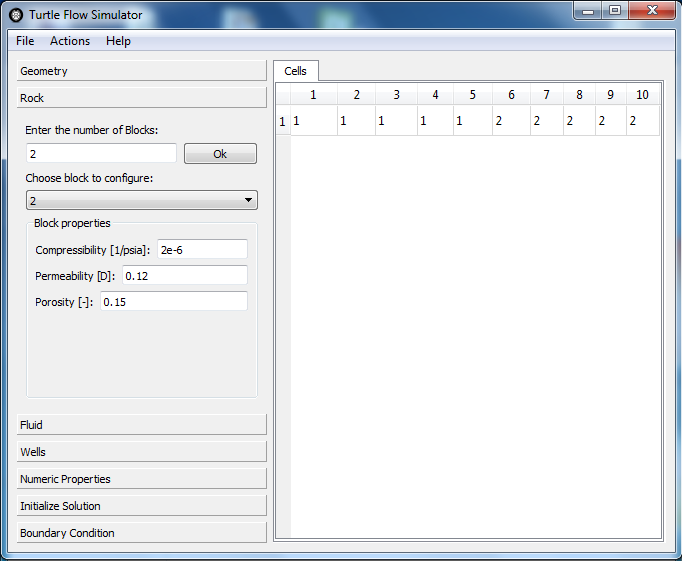 Turtle Flow Simulator
File Actions Help
Geometry
Rock
Enter the number of Blocks:
2 Ok
Choose block to configure:
2
Block properties
Compressibility [1/psia]: 2e-6
Permeability [D]: 0.12
Porosity [-]: 0.15
Fluid
Wells
Numeric Properties
Initialize Solution
Boundary Condition
Cells
1 2 3 4 5 6 7 8 9 10
1 1 1 1 1 1 2 2 2 2 2